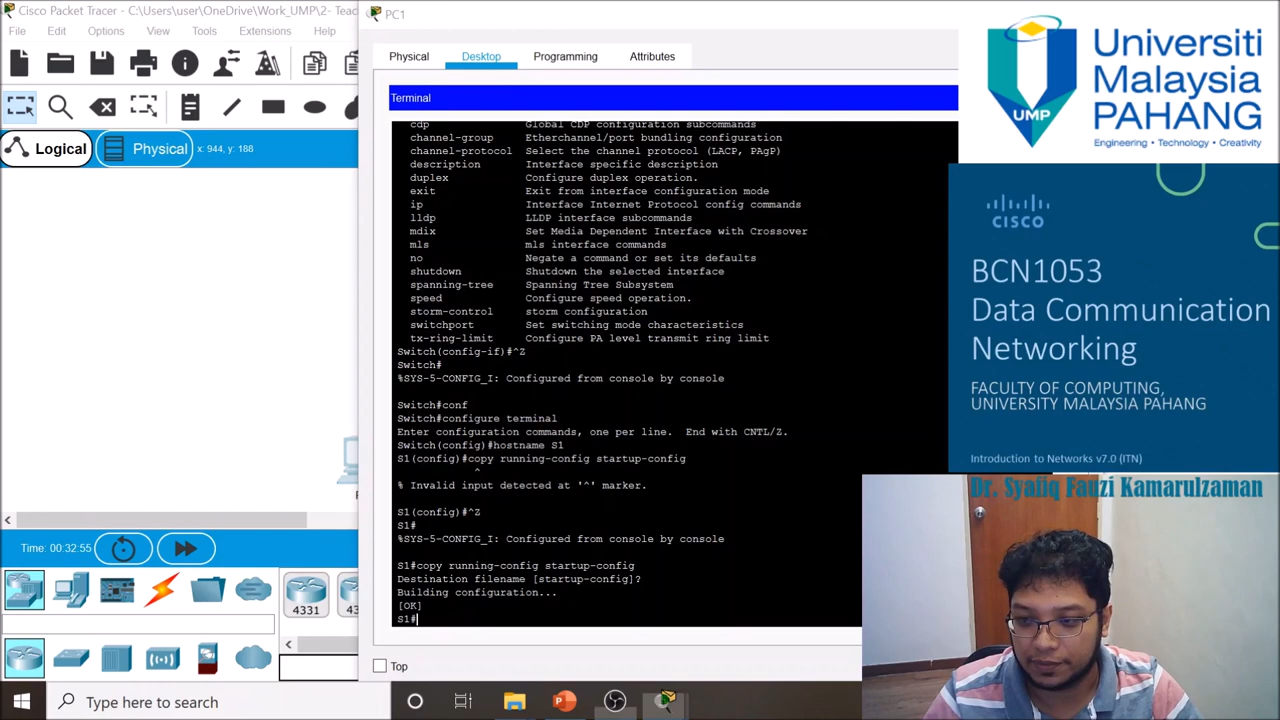 Cisco Packet Tracer - C:\Users\user\OneDrive\Work_UMP\2- Teac
File Edit Options View Tools Extensions Help
Logical
Physical
x: 944, y: 188
Time: 00:32:55
4331
PC1
Physical Desktop Programming Attributes
Terminal
cdp Global CDP configuration subcommands
channel-group Etherchannel/port bundling configuration
channel-protocol Select the channel protocol (LACP, PAgP)
description Interface specific description
duplex Configure duplex operation.
exit Exit from interface configuration mode
ip Interface Internet Protocol config commands
lldp LLDP interface subcommands
mdix Set Media Dependent Interface with Crossover
mls mls interface commands
no Negate a command or set its defaults
shutdown Shutdown the selected interface
spanning-tree Spanning Tree Subsystem
speed Configure speed operation.
storm-control storm configuration
switchport Set switching mode characteristics
tx-ring-limit Configure PA level transmit ring limit
Switch(config-if)#^Z
Switch#
%SYS-5-CONFIG_I: Configured from console by console
Switch#conf
Switch#configure terminal
Enter configuration commands, one per line. End with CNTL/Z.
Switch(config)#hostname S1
S1(config)#copy running-config startup-config
^
% Invalid input detected at '^' marker.
S1(config)#^Z
S1#
%SYS-5-CONFIG_I: Configured from console by console
S1#copy running-config startup-config
Destination filename [startup-config]?
Building configuration...
[OK]
S1#
Top
Type here to search
UMP
Universiti
Malaysia
PAHANG
Engineering • Technology • Creativity
CISCO
BCN1053
Data Communication
Networking
FACULTY OF COMPUTING,
UNIVERSITY MALAYSIA PAHANG
Introduction to Networks v7.0 (ITN)
Dr. Syafiq Fauzi Kamarulzaman